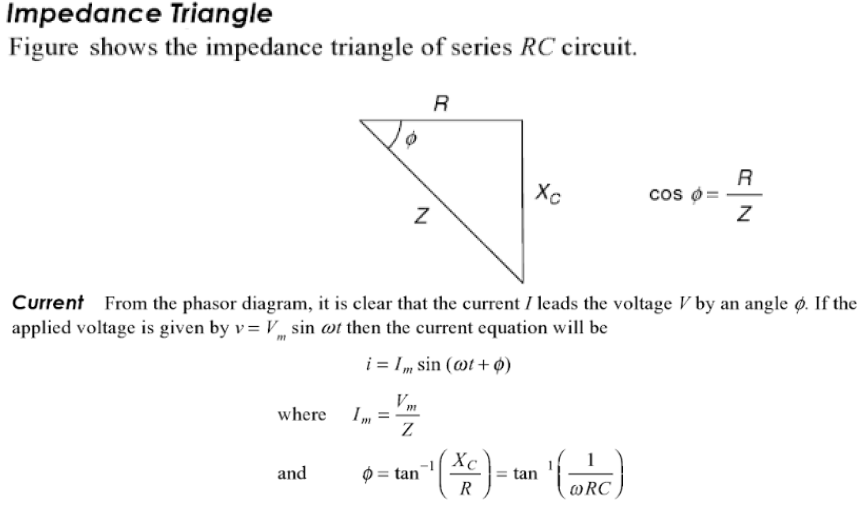 Impedance Triangle
Figure shows the impedance triangle of series RC circuit.
R
ϕ
X_C
Z
cos ϕ = R/Z
Current From the phasor diagram, it is clear that the current I leads the voltage V by an angle ϕ. If the
applied voltage is given by v = V_m sin ωt then the current equation will be
i = I_m sin (ωt + ϕ)
where I_m = V_m/Z
and ϕ = tan⁻¹(X_C/R) = tan ¹(1/ωRC)